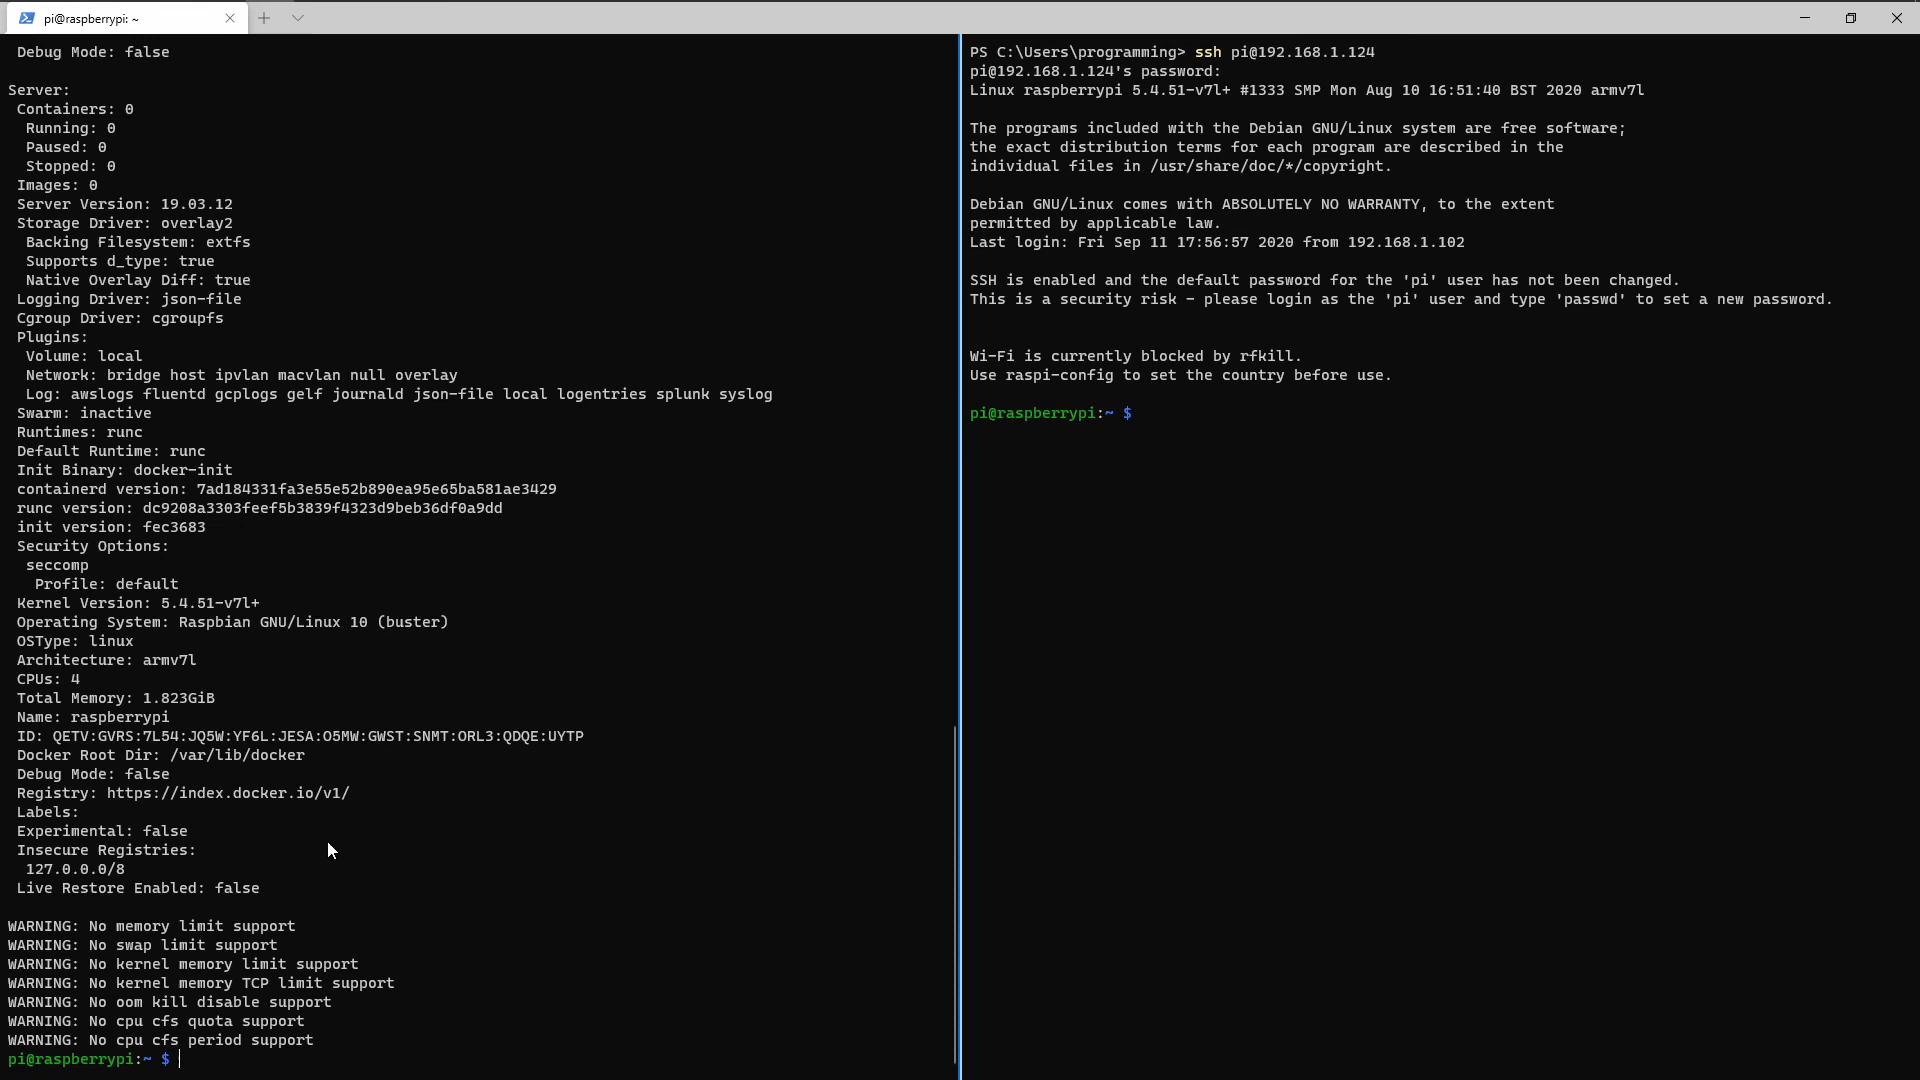 pi@raspberrypi: ~
Debug Mode: false
Server:
Containers: 0
Running: 0
Paused: 0
Stopped: 0
Images: 0
Server Version: 19.03.12
Storage Driver: overlay2
Backing Filesystem: extfs
Supports d_type: true
Native Overlay Diff: true
Logging Driver: json-file
Cgroup Driver: cgroupfs
Plugins:
Volume: local
Network: bridge host ipvlan macvlan null overlay
Log: awslogs fluentd gcplogs gelf journald json-file local logentries splunk syslog
Swarm: inactive
Runtimes: runc
Default Runtime: runc
Init Binary: docker-init
containerd version: 7ad184331fa3e55e52b890ea95e65ba581ae3429
runc version: dc9208a3303feef5b3839f4323d9beb36df0a9dd
init version: fec3683
Security Options:
seccomp
Profile: default
Kernel Version: 5.4.51-v7l+
Operating System: Raspbian GNU/Linux 10 (buster)
OSType: linux
Architecture: armv7l
CPUs: 4
Total Memory: 1.823GiB
Name: raspberrypi
ID: QETV:GVRS:7L54:JQ5W:YF6L:JESA:O5MW:GWST:SNMT:ORL3:QDQE:UYTP
Docker Root Dir: /var/lib/docker
Debug Mode: false
Registry: https://index.docker.io/v1/
Labels:
Experimental: false
Insecure Registries:
127.0.0.0/8
Live Restore Enabled: false
WARNING: No memory limit support
WARNING: No swap limit support
WARNING: No kernel memory limit support
WARNING: No kernel memory TCP limit support
WARNING: No oom kill disable support
WARNING: No cpu cfs quota support
WARNING: No cpu cfs period support
pi@raspberrypi:~ $
PS C:\Users\programming> ssh pi@192.168.1.124
pi@192.168.1.124's password:
Linux raspberrypi 5.4.51-v7l+ #1333 SMP Mon Aug 10 16:51:40 BST 2020 armv7l
The programs included with the Debian GNU/Linux system are free software;
the exact distribution terms for each program are described in the
individual files in /usr/share/doc/*/copyright.
Debian GNU/Linux comes with ABSOLUTELY NO WARRANTY, to the extent
permitted by applicable law.
Last login: Fri Sep 11 17:56:57 2020 from 192.168.1.102
SSH is enabled and the default password for the 'pi' user has not been changed.
This is a security risk - please login as the 'pi' user and type 'passwd' to set a new password.
Wi-Fi is currently blocked by rfkill.
Use raspi-config to set the country before use.
pi@raspberrypi:~ $